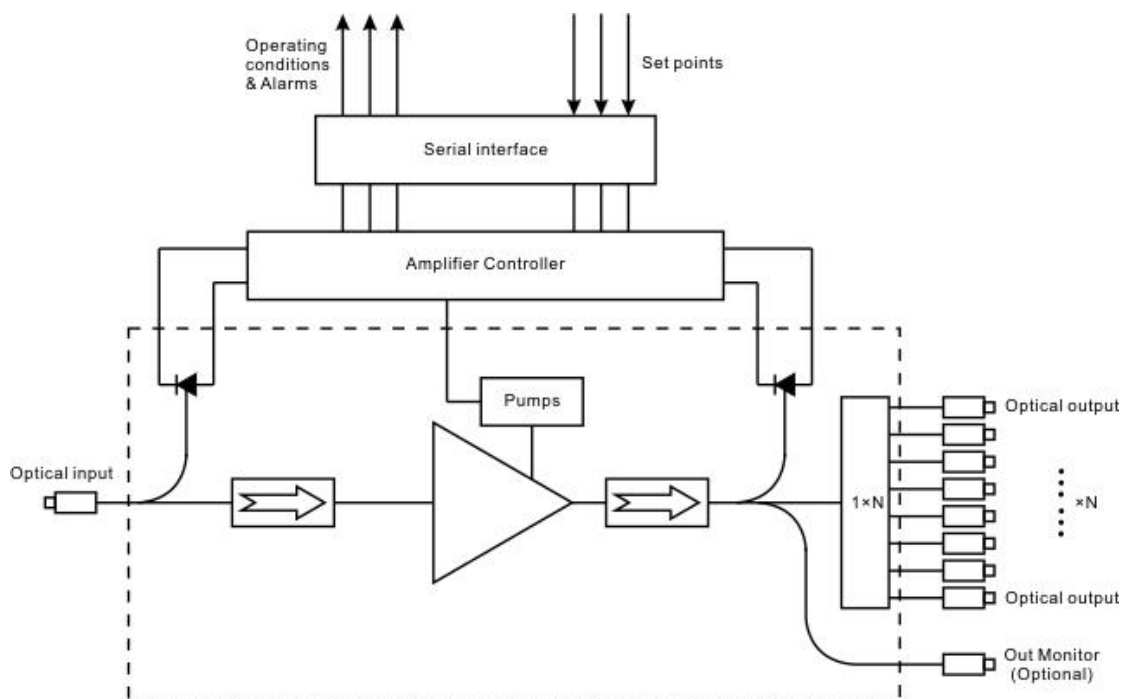 Operating
conditions
& Alarms
Set points
Serial interface
Amplifier Controller
Pumps
Optical input
Optical output
1×N
×N
Optical output
Out Monitor
(Optional)